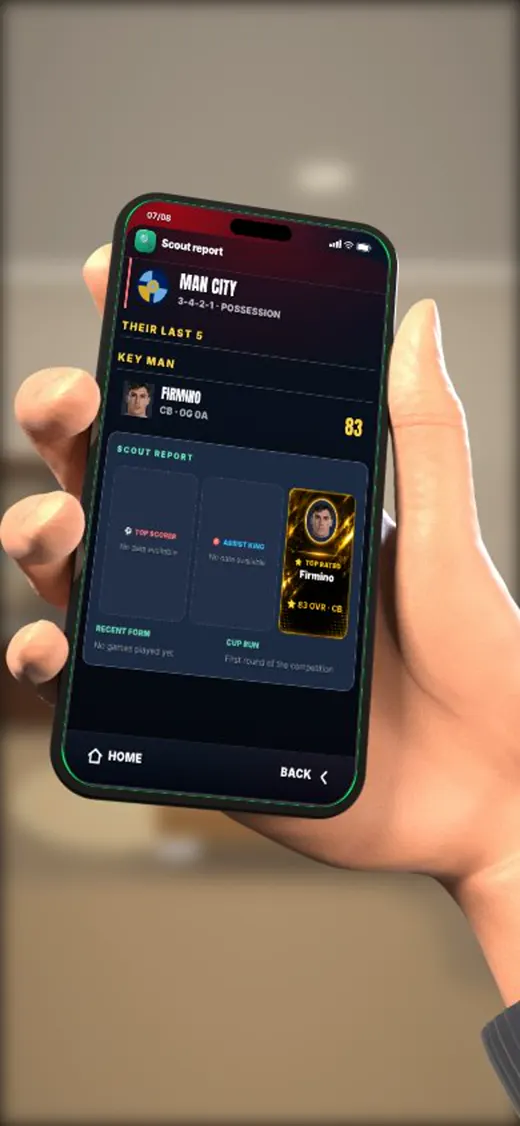 07/08
Scout report
MAN CITY
3-4-2-1 · POSSESSION
THEIR LAST 5
KEY MAN
FIRMINO
CB · 0G 0A
83
SCOUT REPORT
TOP SCORER
No data available
ASSIST KING
No data available
TOP RATED
Firmino
83 OVR · CB
RECENT FORM
No games played yet
CUP RUN
First round of the competition
HOME
BACK